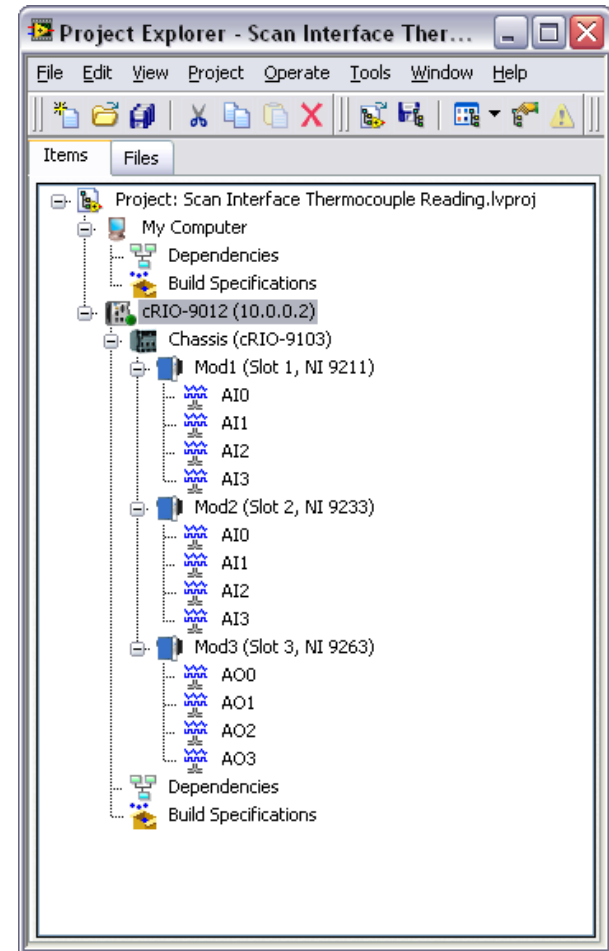 Project Explorer - Scan Interface Ther...
File Edit View Project Operate Tools Window Help
Items Files
Project: Scan Interface Thermocouple Reading.lvproj
My Computer
Dependencies
Build Specifications
cRIO-9012 (10.0.0.2)
Chassis (cRIO-9103)
Mod1 (Slot 1, NI 9211)
AI0
AI1
AI2
AI3
Mod2 (Slot 2, NI 9233)
AI0
AI1
AI2
AI3
Mod3 (Slot 3, NI 9263)
AO0
AO1
AO2
AO3
Dependencies
Build Specifications